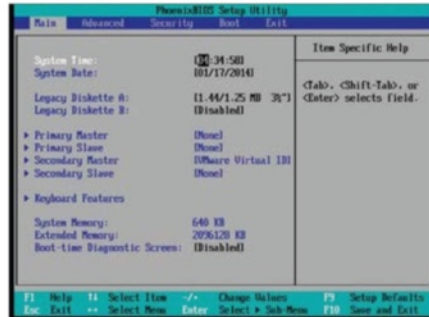 PhoenixBIOS Setup Utility
Main Advanced Security Boot Exit
Item Specific Help
System Time: [04:34:58]
System Date: [01/17/2014]
<Tab>, <Shift-Tab>, or
<Enter> selects field.
Legacy Diskette A: [1.44/1.25 MB 3½"]
Legacy Diskette B: [Disabled]
▶ Primary Master [None]
▶ Primary Slave [None]
▶ Secondary Master [VMware Virtual ID]
▶ Secondary Slave [None]
▶ Keyboard Features
System Memory: 640 KB
Extended Memory: 2096128 KB
Boot-time Diagnostic Screen: [Disabled]
F1 Help ↑↓ Select Item -/+ Change Values F9 Setup Defaults
Esc Exit ↔ Select Menu Enter Select ▶ Sub-Menu F10 Save and Exit